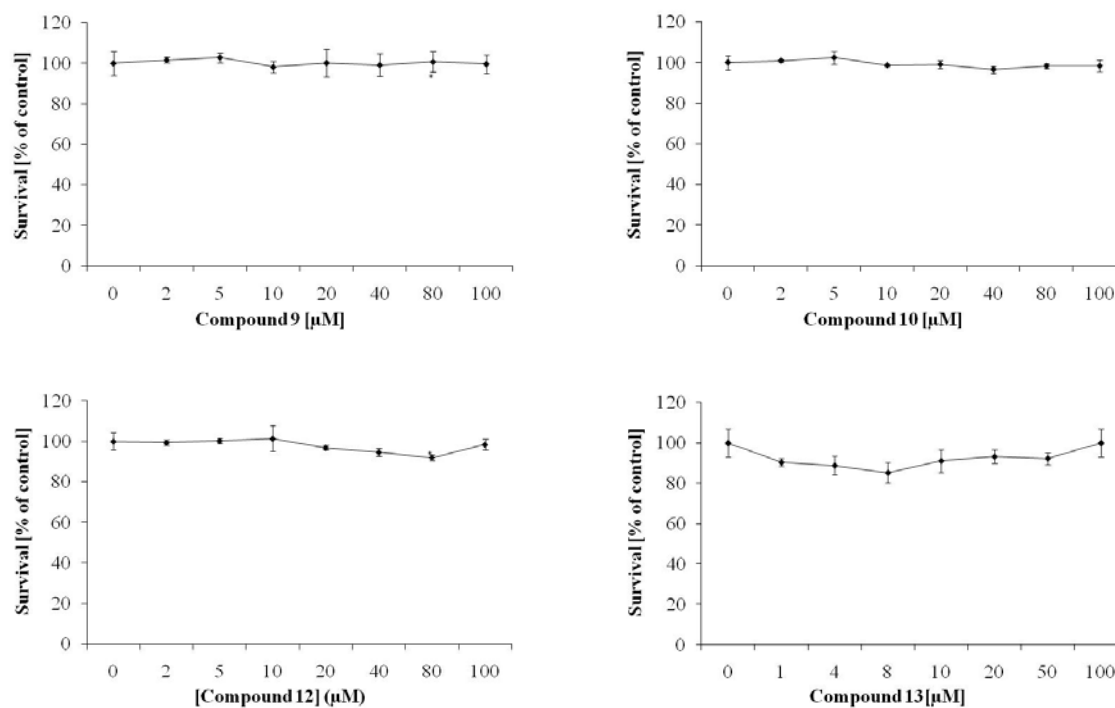 Survival [% of control]
120
100
80
60
40
20
0
0 2 5 10 20 40 80 100
Compound 9 [µM]
Survival [% of control]
120
100
80
60
40
20
0
0 2 5 10 20 40 80 100
Compound 10 [µM]
Survival [% of control]
120
100
80
60
40
20
0
0 2 5 10 20 40 80 100
[Compound 12] (µM)
Survival [% of control]
120
100
80
60
40
20
0
0 1 4 8 10 20 50 100
Compound 13[µM]